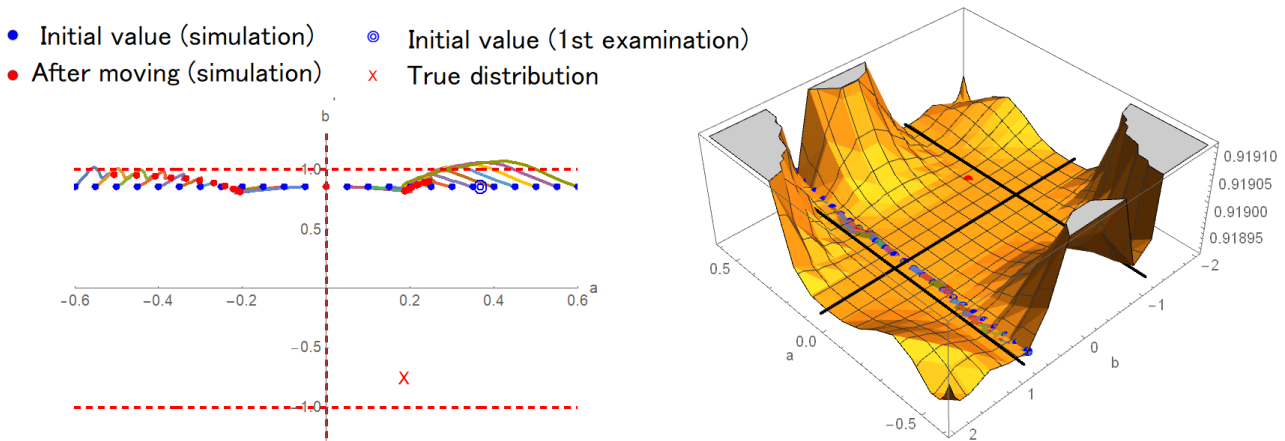 Initial value (simulation)
Initial value (1st examination)
After moving (simulation)
x True distribution
b
1.0
0.5
−0.6
−0.4
−0.2
0.2
0.4
0.6
a
−0.5
X
−1.0
0.91910
0.91905
0.91900
0.91895
−2
−1
0
1
2
b
0.5
0.0
−0.5
a